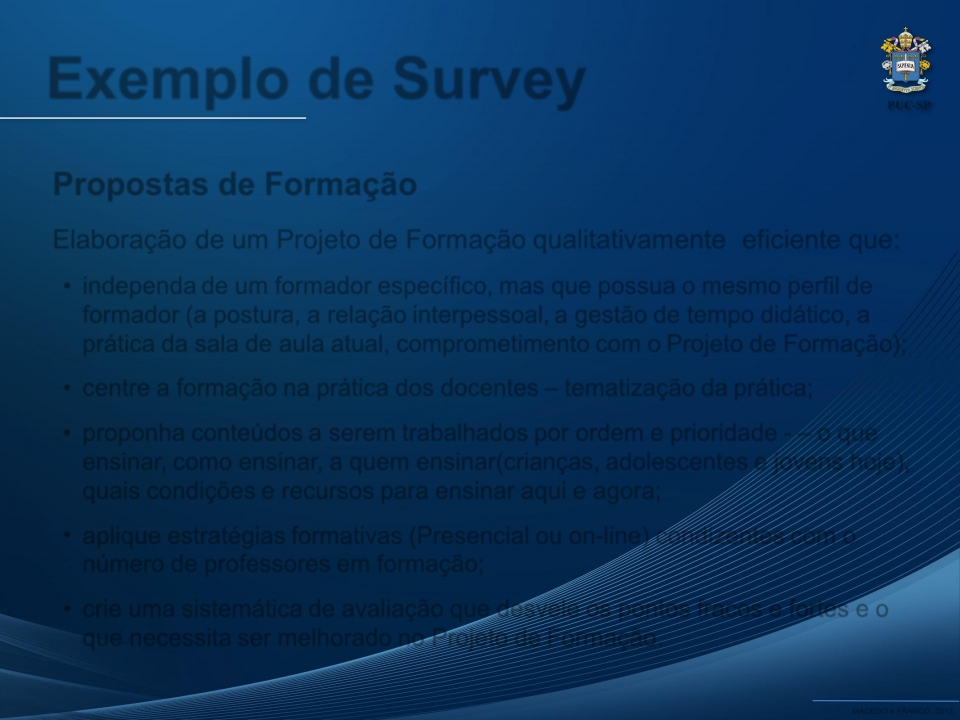 Exemplo de Survey
SAPIENTIA
PUC-SP
Propostas de Formação
Elaboração de um Projeto de Formação qualitativamente eficiente que:
• independa de um formador específico, mas que possua o mesmo perfil de
formador (a postura, a relação interpessoal, a gestão de tempo didático, a
prática da sala de aula atual, comprometimento com o Projeto de Formação);
• centre a formação na prática dos docentes – tematização da prática;
• proponha conteúdos a serem trabalhados por ordem e prioridade - – o que
ensinar, como ensinar, a quem ensinar(crianças, adolescentes e jovens hoje),
quais condições e recursos para ensinar aqui e agora;
• aplique estratégias formativas (Presencial ou on-line) condizentes com o
número de professores em formação;
• crie uma sistemática de avaliação que desvele os pontos fracos e fortes e o
que necessita ser melhorado no Projeto de Formação.